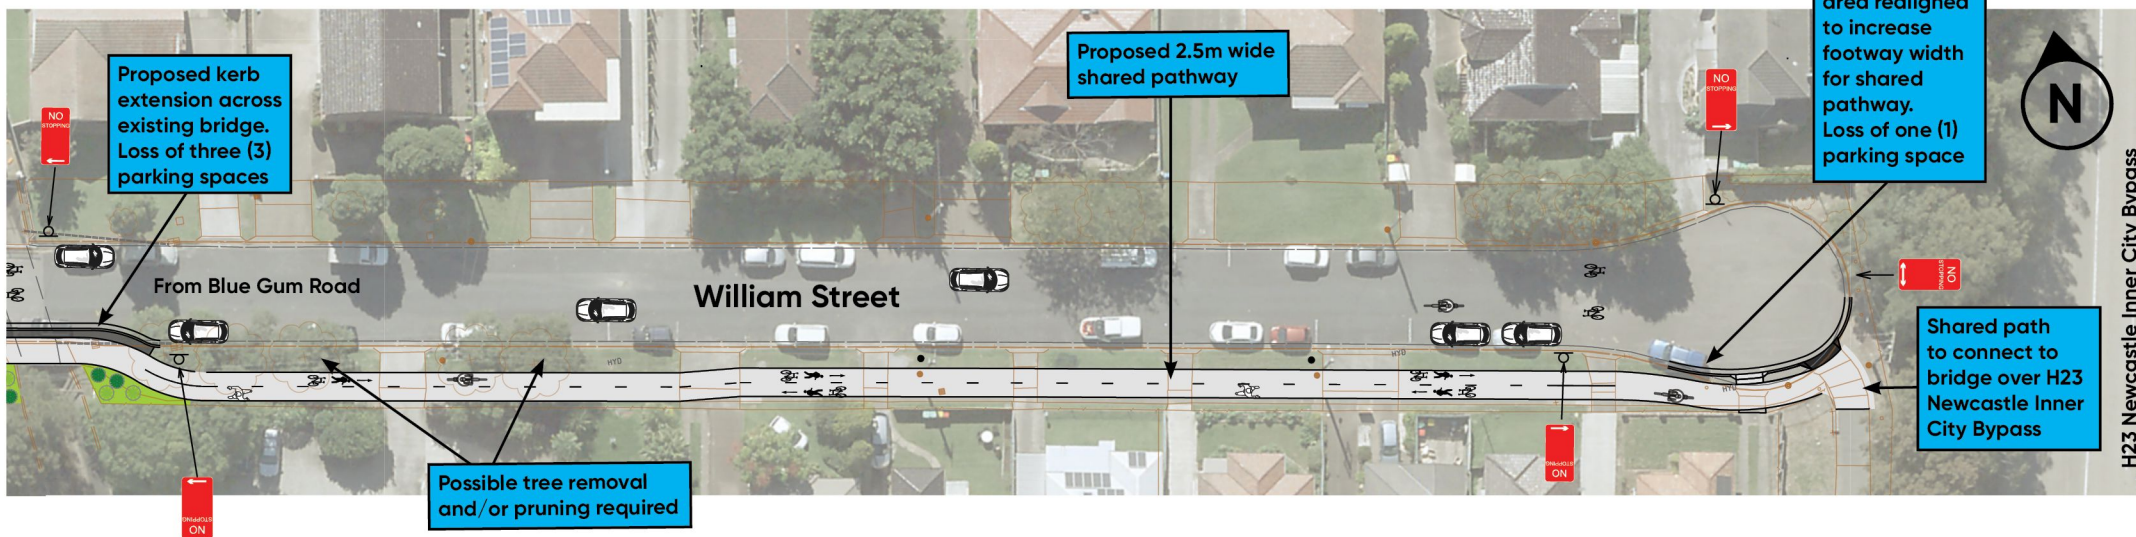 area realigned
to increase
footway width
for shared
pathway.
Loss of one (1)
parking space
Proposed kerb
extension across
existing bridge.
Loss of three (3)
parking spaces
Proposed 2.5m wide
shared pathway
NO
STOPPING
NO
STOPPING
N
H23 Newcastle Inner City Bypass
From Blue Gum Road
William Street
NO
STOPPING
Shared path
to connect to
bridge over H23
Newcastle Inner
City Bypass
HYD
HYD
HYD
Possible tree removal
and/or pruning required
NO
STOPPING
NO
STOPPING